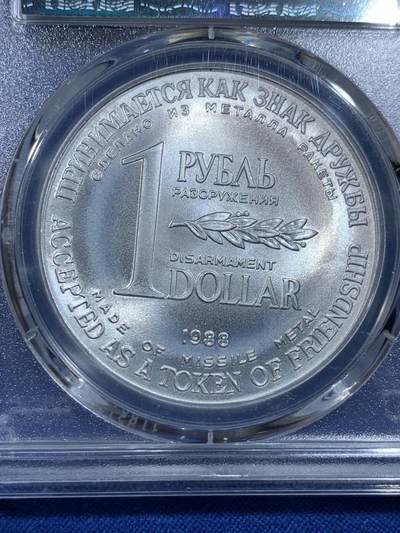 ПРИНИМАЕТСЯ КАК ЗНАК ДРУЖБЫ
СДЕЛАНО ИЗ МЕТАЛЛА РАКЕТЫ
1 РУБЛЬ
РАЗОРУЖЕНИЯ
DISARMAMENT
DOLLAR
1988
MADE OF MISSILE METAL
ACCEPTED AS A TOKEN OF FRIENDSHIP